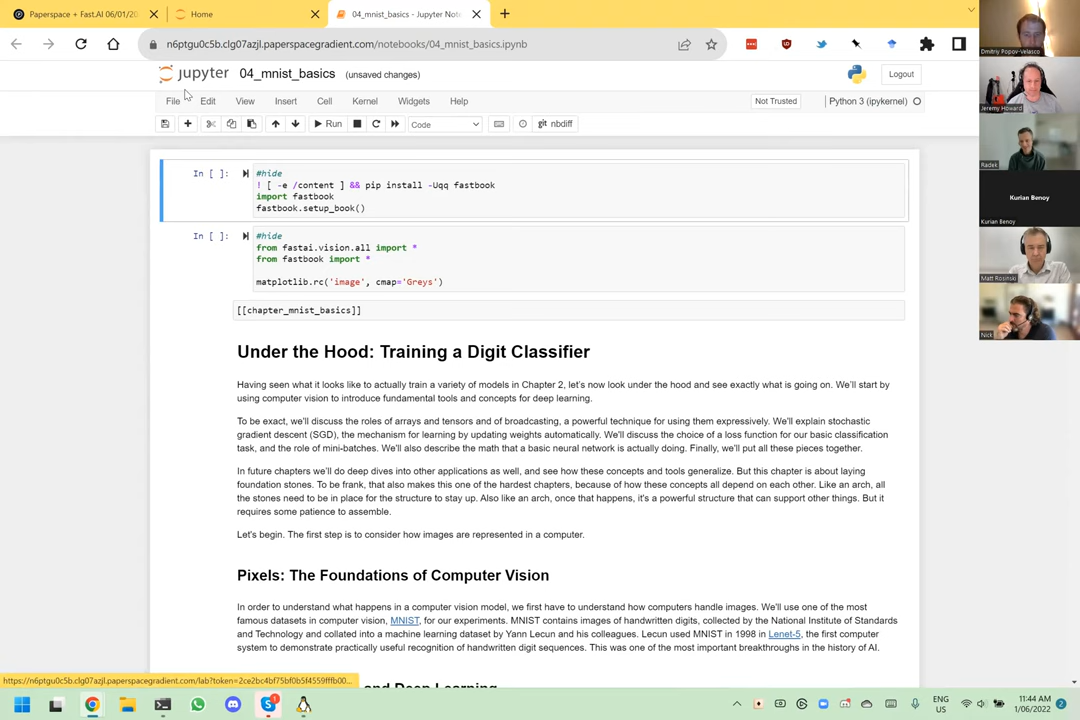 Paperspace + Fast.AI 06/01/20
Home
04_mnist_basics - Jupyter Not
n6ptgu0c5b.clg07azjl.paperspacegradient.com/notebooks/04_mnist_basics.ipynb
jupyter 04_mnist_basics (unsaved changes)
Logout
File Edit View Insert Cell Kernel Widgets Help
Not Trusted
Python 3 (ipykernel)
Run
Code
git nbdiff
In [ ]:
#hide
! [ -e /content ] && pip install -Uqq fastbook
import fastbook
fastbook.setup_book()
In [ ]:
#hide
from fastai.vision.all import *
from fastbook import *
matplotlib.rc('image', cmap='Greys')
[[chapter_mnist_basics]]
Under the Hood: Training a Digit Classifier
Having seen what it looks like to actually train a variety of models in Chapter 2, let's now look under the hood and see exactly what is going on. We'll start by
using computer vision to introduce fundamental tools and concepts for deep learning.
To be exact, we'll discuss the roles of arrays and tensors and of broadcasting, a powerful technique for using them expressively. We'll explain stochastic
gradient descent (SGD), the mechanism for learning by updating weights automatically. We'll discuss the choice of a loss function for our basic classification
task, and the role of mini-batches. We'll also describe the math that a basic neural network is actually doing. Finally, we'll put all these pieces together.
In future chapters we'll do deep dives into other applications as well, and see how these concepts and tools generalize. But this chapter is about laying
foundation stones. To be frank, that also makes this one of the hardest chapters, because of how these concepts all depend on each other. Like an arch, all
the stones need to be in place for the structure to stay up. Also like an arch, once that happens, it's a powerful structure that can support other things. But it
requires some patience to assemble.
Let's begin. The first step is to consider how images are represented in a computer.
Pixels: The Foundations of Computer Vision
In order to understand what happens in a computer vision model, we first have to understand how computers handle images. We'll use one of the most
famous datasets in computer vision, MNIST, for our experiments. MNIST contains images of handwritten digits, collected by the National Institute of Standards
and Technology and collated into a machine learning dataset by Yann Lecun and his colleagues. Lecun used MNIST in 1998 in Lenet-5, the first computer
system to demonstrate practically useful recognition of handwritten digit sequences. This was one of the most important breakthroughs in the history of AI.
and Deep Learning
https://n6ptgu0c5b.clg07azjl.paperspacegradient.com/lab?token=2ce2bc4bf75bf0b5f4559fffb00...
Dmitriy Popov-Velasco
Jeremy Howard
Radek
Kurian Benoy
Kurian Benoy
Matt Rosinski
Nick
ENG
US
11:44 AM
1/06/2022